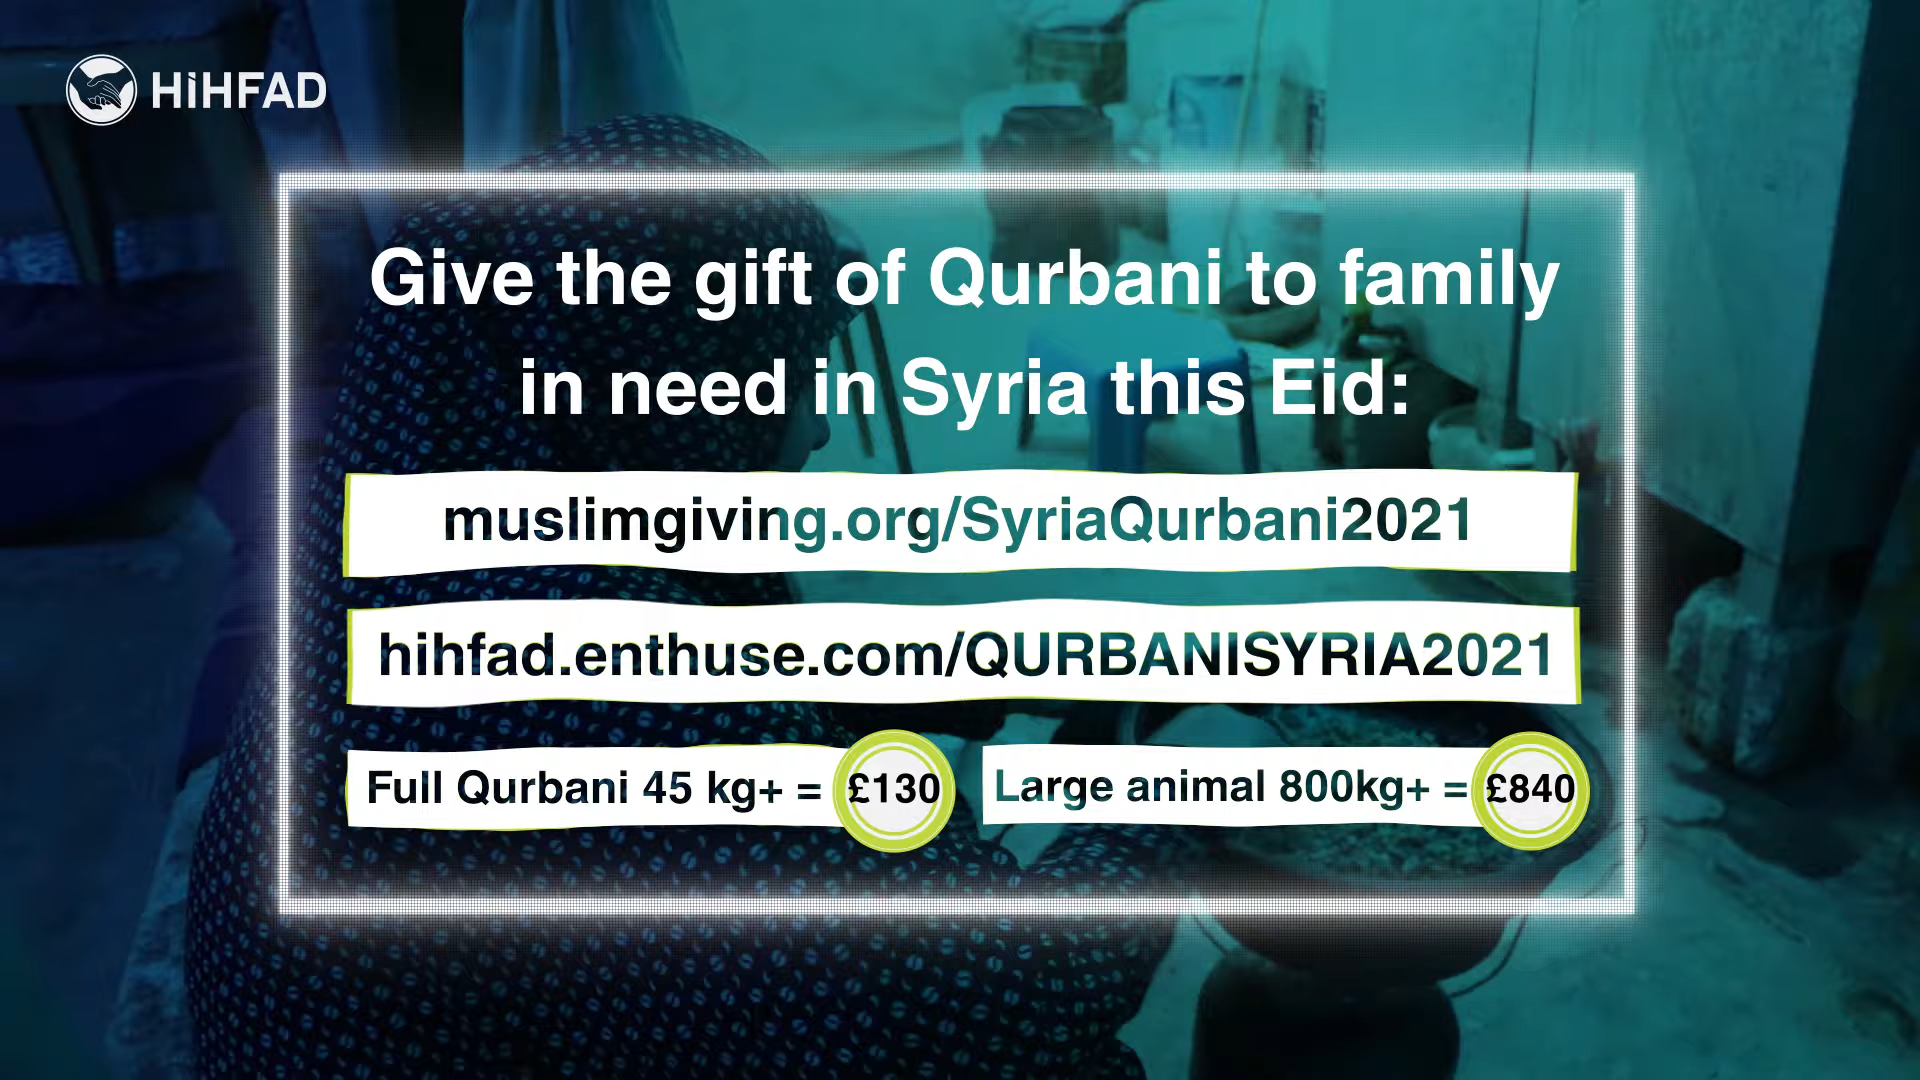 HiHFAD
Give the gift of Qurbani to family
in need in Syria this Eid:
muslimgiving.org/SyriaQurbani2021
hihfad.enthuse.com/QURBANISYRIA2021
Full Qurbani 45 kg+ = £130
Large animal 800kg+ = £840